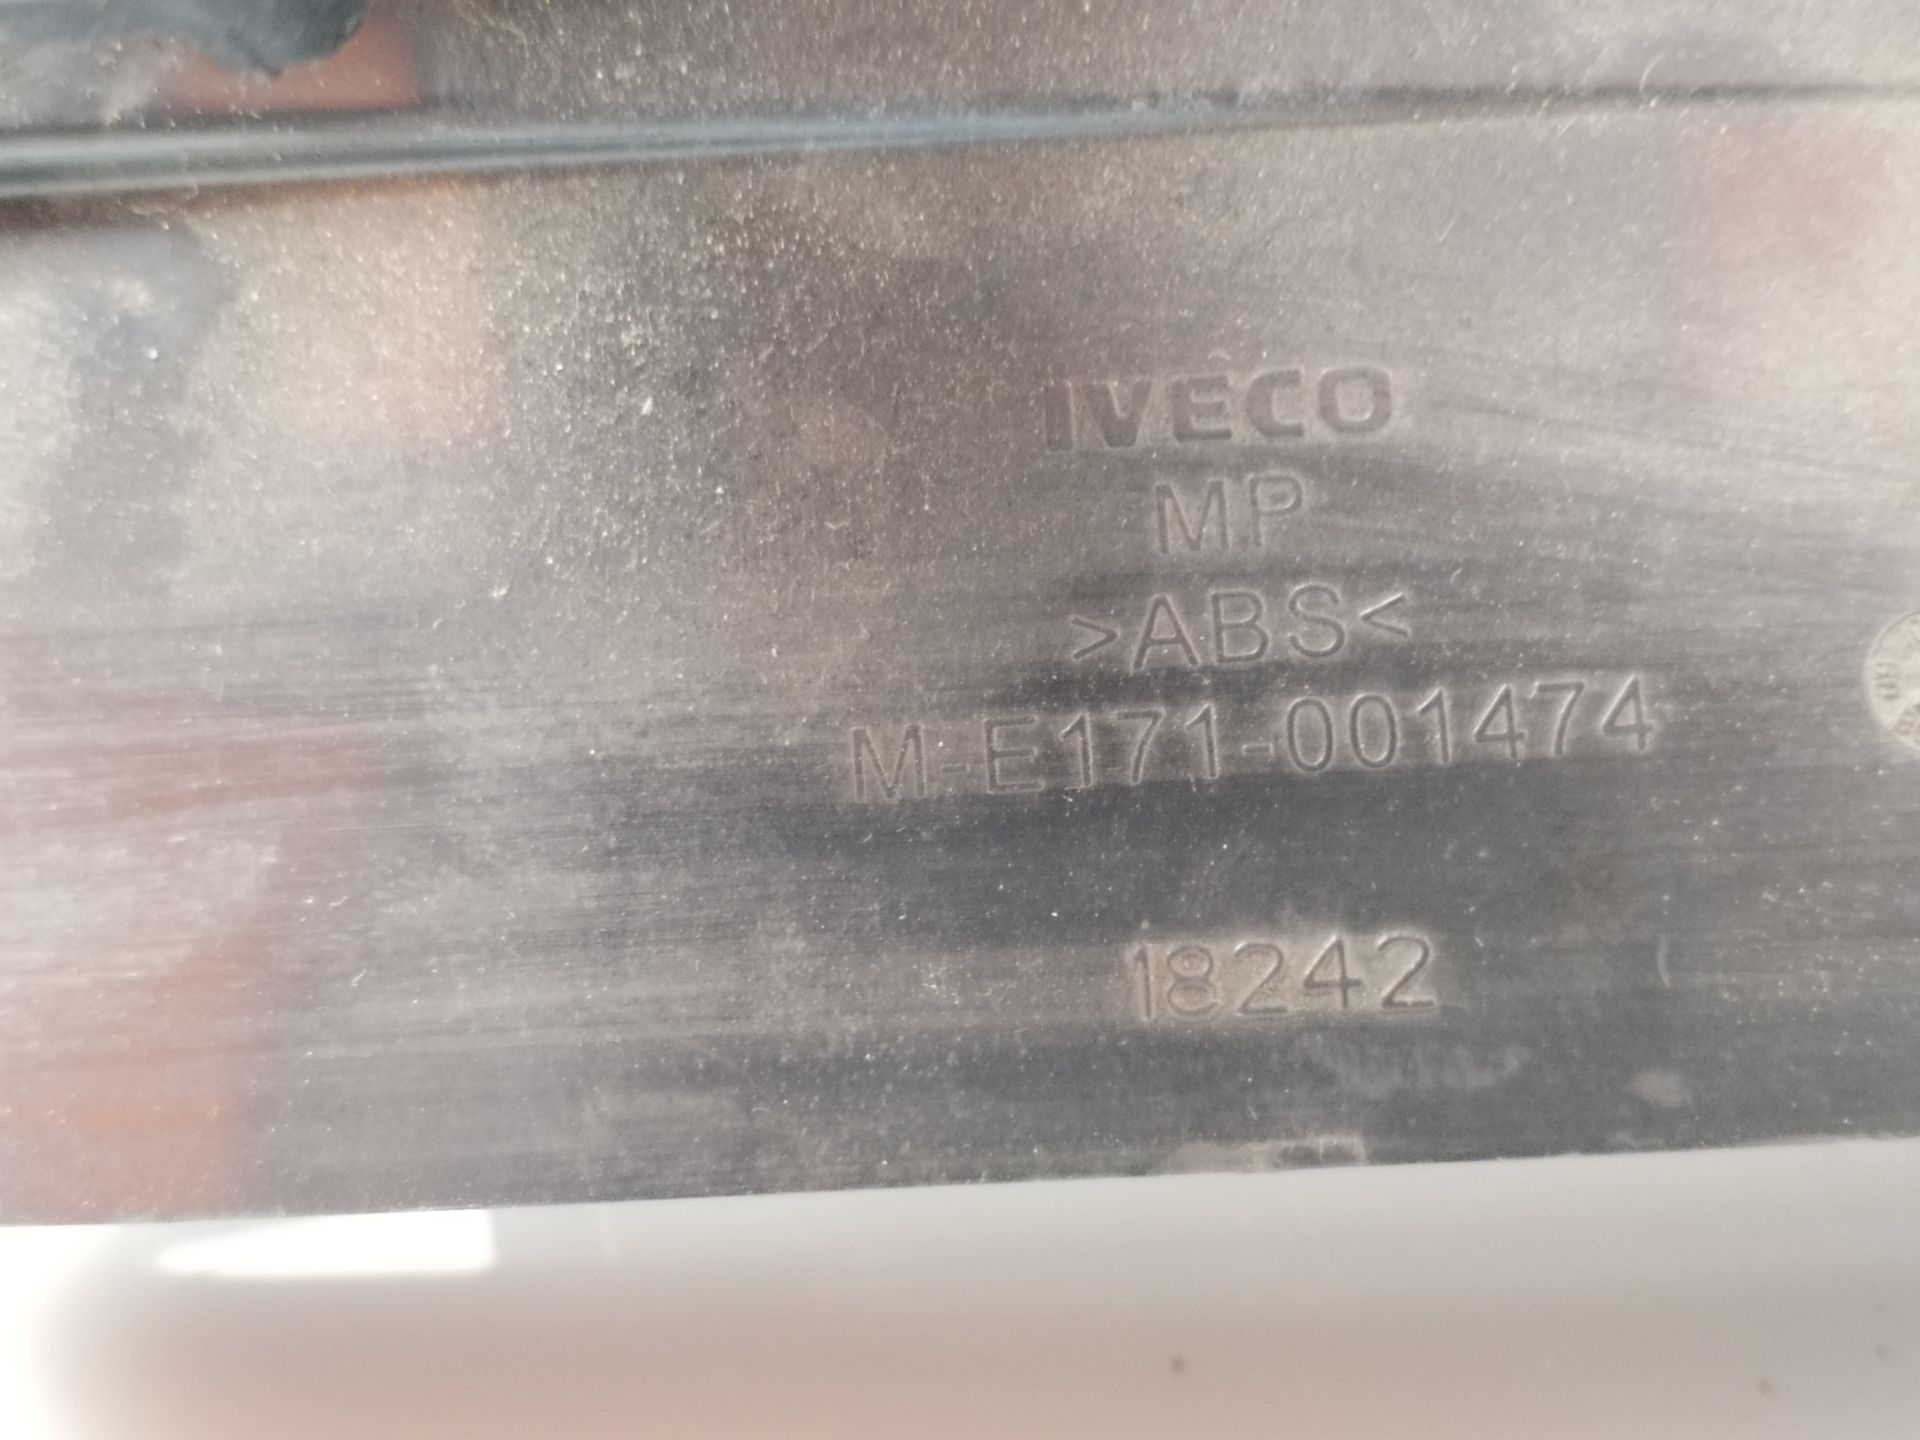 IVECO
MP
>ABS<
M-E171-001474
18242